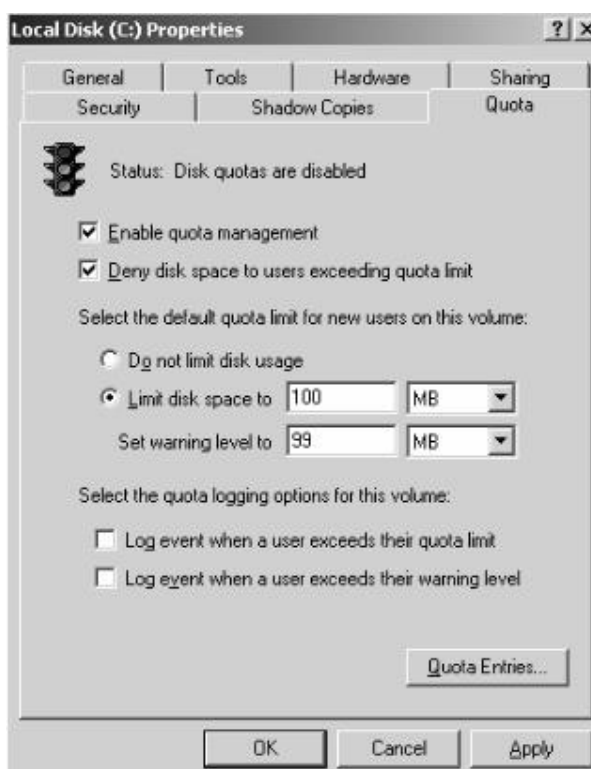 Local Disk (C:) Properties ? X
General Tools Hardware Sharing
Security Shadow Copies Quota
Status: Disk quotas are disabled
Enable quota management
Deny disk space to users exceeding quota limit
Select the default quota limit for new users on this volume:
Do not limit disk usage
Limit disk space to 100 MB
Set warning level to 99 MB
Select the quota logging options for this volume:
Log event when a user exceeds their quota limit
Log event when a user exceeds their warning level
Quota Entries...
OK Cancel Apply